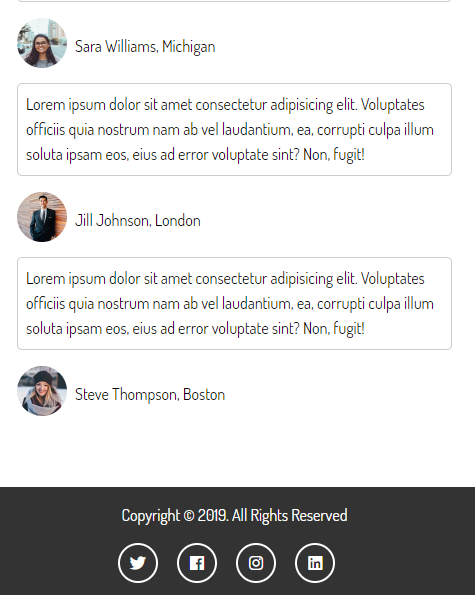 Sara Williams, Michigan
Lorem ipsum dolor sit amet consectetur adipisicing elit. Voluptates
officiis quia nostrum nam ab vel laudantium, ea, corrupti culpa illum
soluta ipsam eos, eius ad error voluptate sint? Non, fugit!
Jill Johnson, London
Lorem ipsum dolor sit amet consectetur adipisicing elit. Voluptates
officiis quia nostrum nam ab vel laudantium, ea, corrupti culpa illum
soluta ipsam eos, eius ad error voluptate sint? Non, fugit!
Steve Thompson, Boston
Copyright © 2019. All Rights Reserved